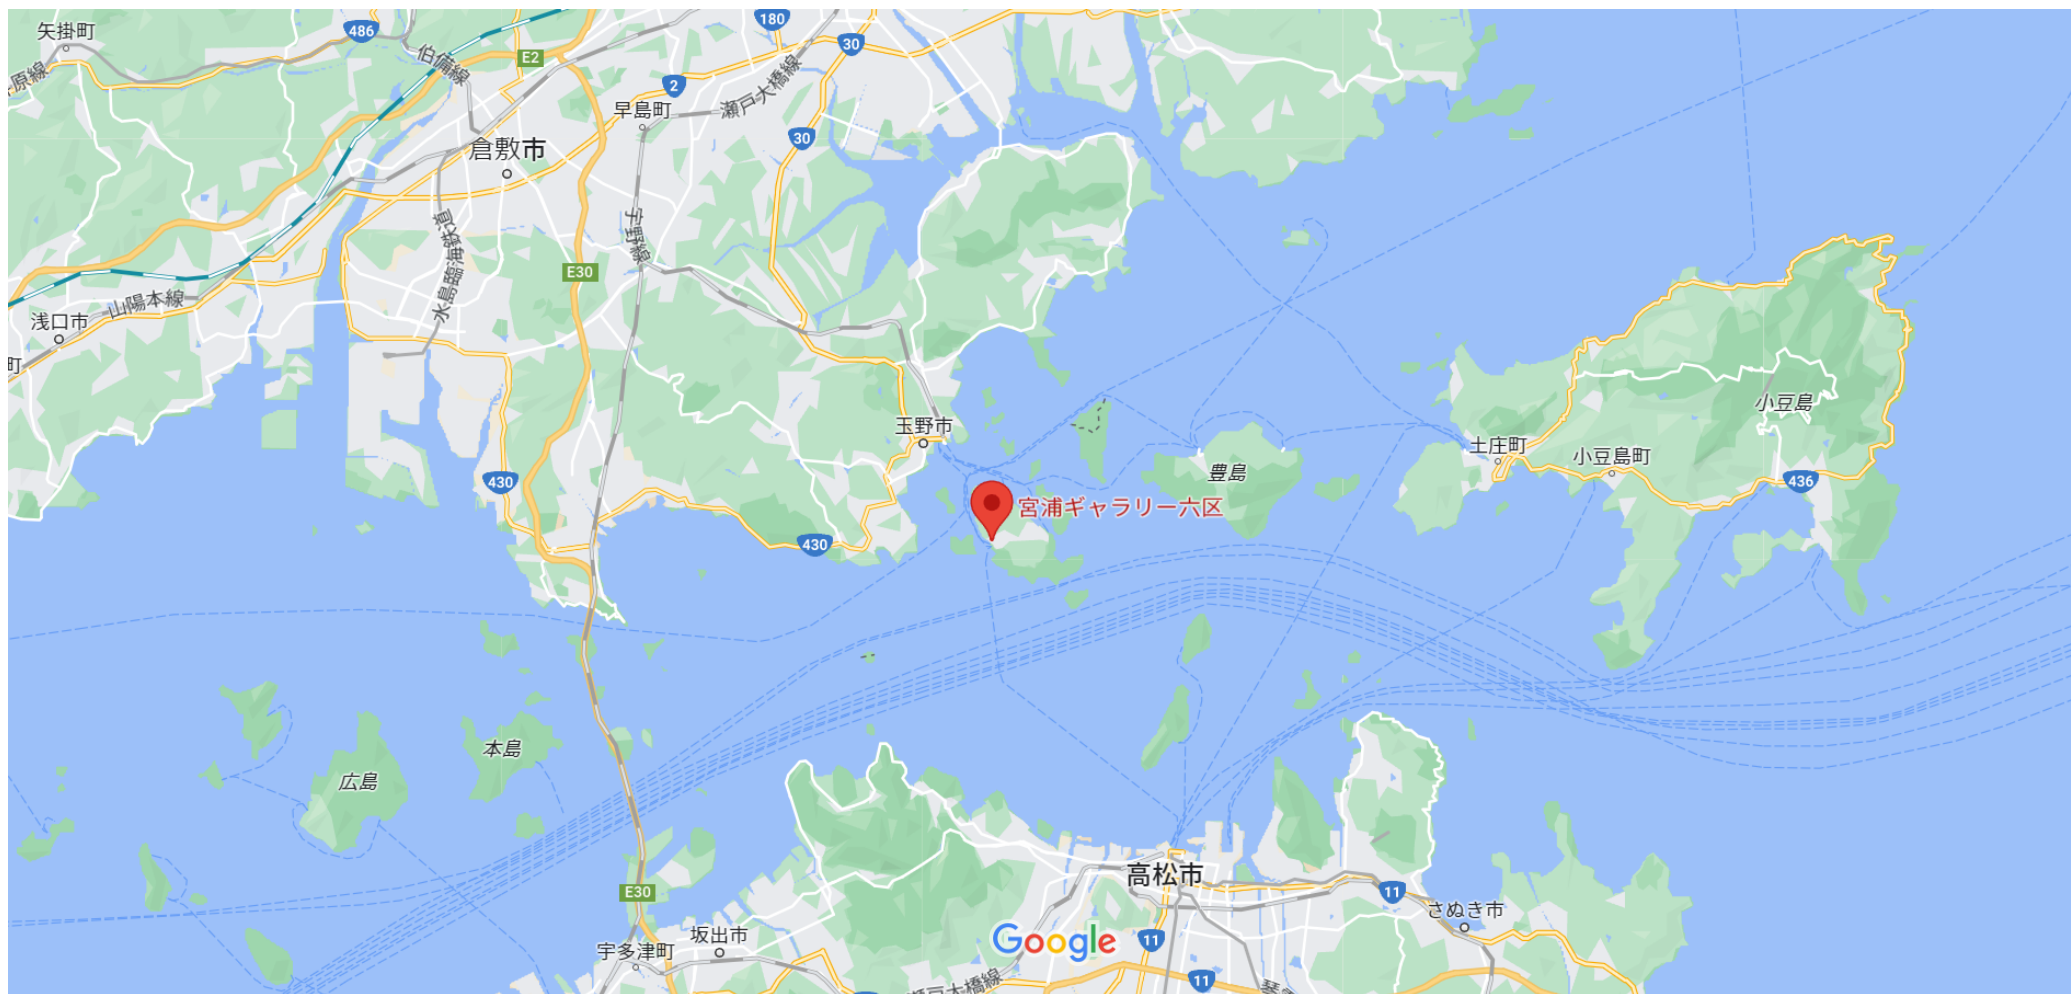 矢掛町
486
180
伯備線
E2
30
原線
2
瀬戸大橋線
早島町
30
倉敷市
水島臨海鉄道
宇野線
E30
山陽本線
浅口市
町
玉野市
小豆島
土庄町
小豆島町
豊島
430
436
宮浦ギャラリー六区
430
本島
広島
高松市
E30
11
さぬき市
坂出市
Google
11
宇多津町
瀬戸大橋線
11